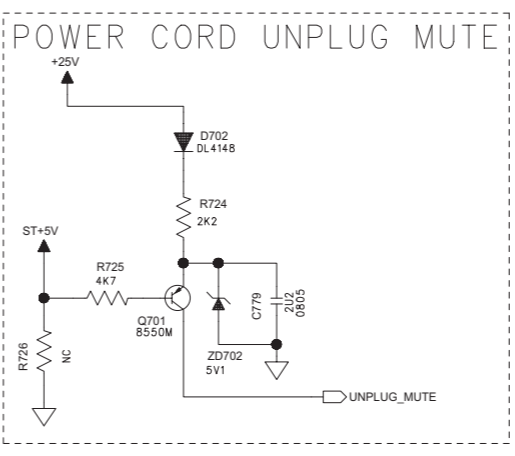 POWER CORD UNPLUG MUTE
+25V
D702
DL4148
R724
2K2
ST+5V
R725
4K7
Q701
8550M
C779
2U2
0805
ZD702
5V1
R726
NC
UNPLUG_MUTE